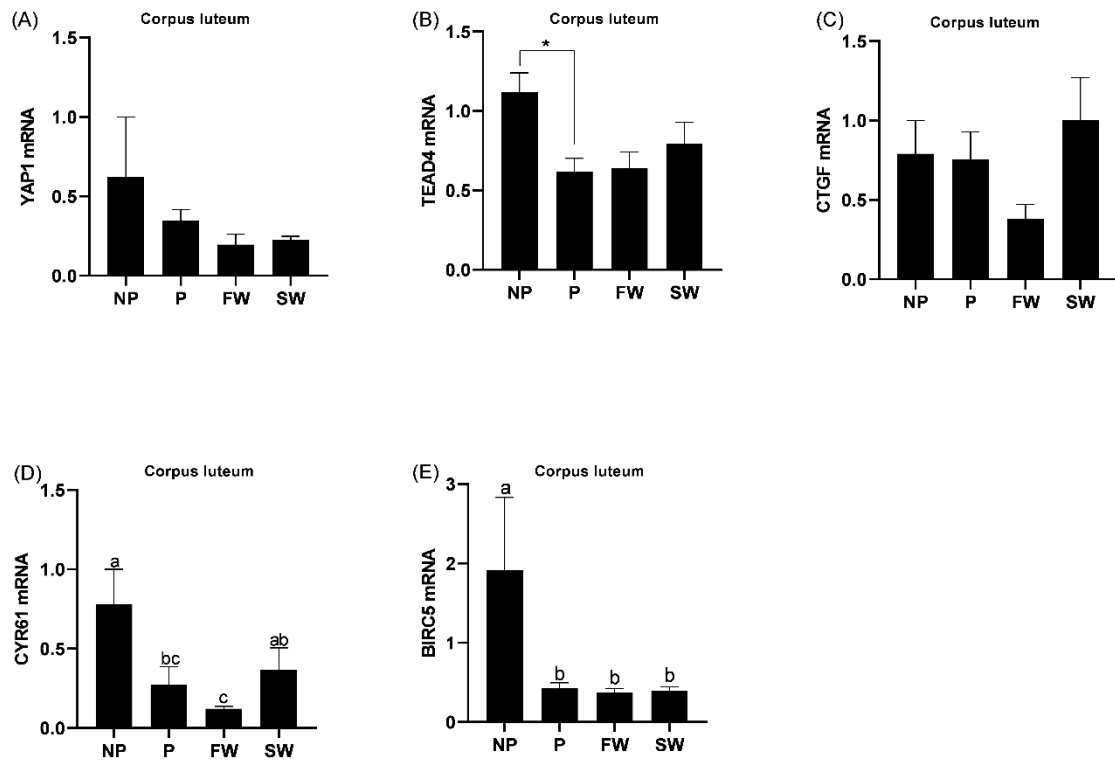 (A)
Corpus luteum
YAP1 mRNA
1.5
1.0
0.5
0.0
NP P FW SW
(B)
Corpus luteum
TEAD4 mRNA
1.5
1.0
0.5
0.0
*
NP P FW SW
(C)
Corpus luteum
CTGF mRNA
1.5
1.0
0.5
0.0
NP P FW SW
(D)
Corpus luteum
CYR61 mRNA
1.5
1.0
0.5
0.0
a
bc
c
ab
NP P FW SW
(E)
Corpus luteum
BIRC5 mRNA
3
2
1
0
a
b
b
b
NP P FW SW